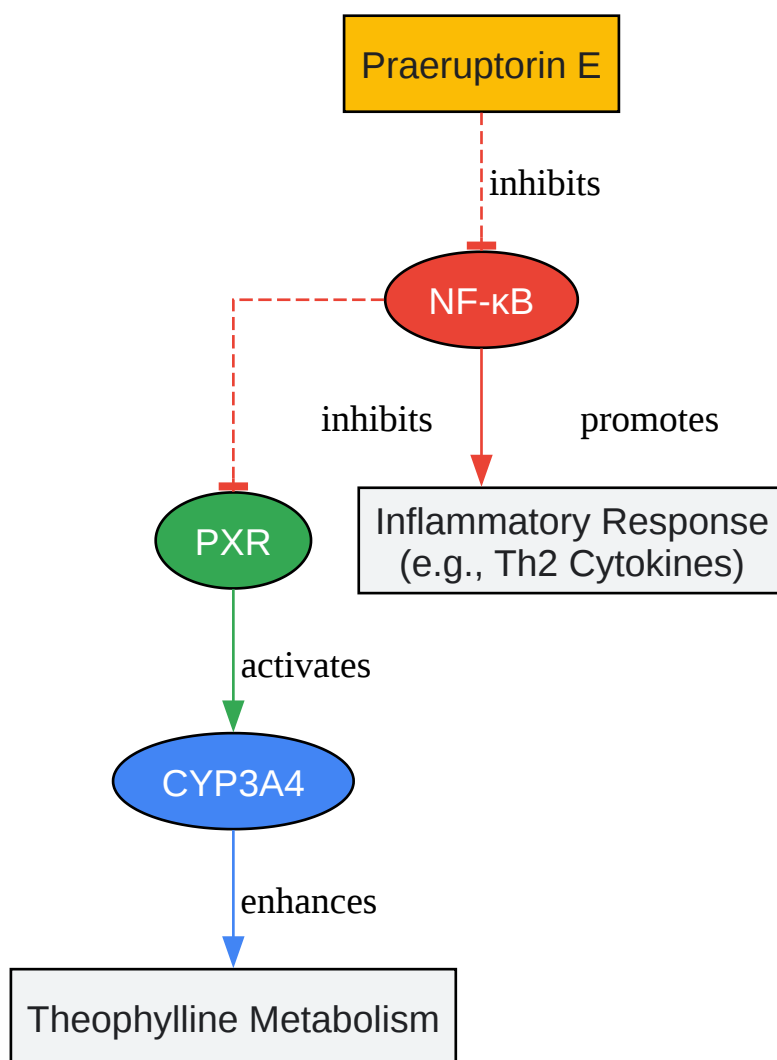 Praeruptorin E
inhibits
NF-κB
inhibits
promotes
PXR
Inflammatory Response
(e.g., Th2 Cytokines)
activates
CYP3A4
enhances
Theophylline Metabolism